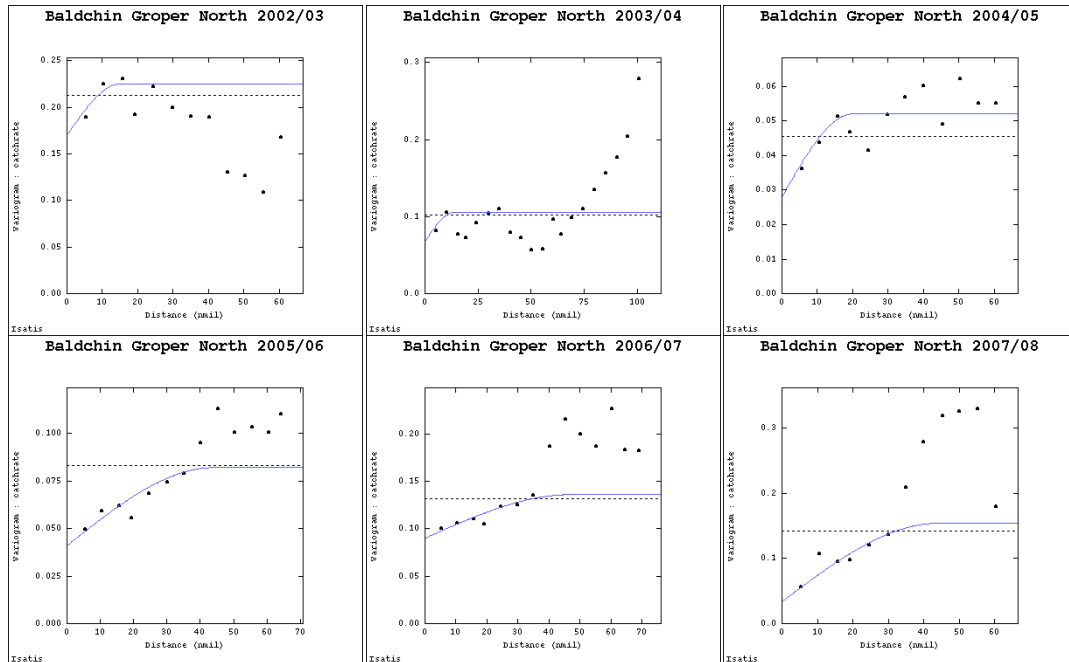 Baldchin Groper North 2002/03
Variogram : catchrate
0.25
0.20
0.15
0.10
0.05
0.00
0 10 20 30 40 50 60
Distance (nmil)
Isatis
Baldchin Groper North 2003/04
Variogram : catchrate
0.3
0.2
0.1
0.0
0 25 50 75 100
Distance (nmil)
Isatis
Baldchin Groper North 2004/05
Variogram : catchrate
0.06
0.05
0.04
0.03
0.02
0.01
0.00
0 10 20 30 40 50 60
Distance (nmil)
Isatis
Baldchin Groper North 2005/06
Variogram : catchrate
0.100
0.075
0.050
0.025
0.000
0 10 20 30 40 50 60 70
Distance (nmil)
Isatis
Baldchin Groper North 2006/07
Variogram : catchrate
0.20
0.15
0.10
0.05
0.00
0 10 20 30 40 50 60 70
Distance (nmil)
Isatis
Baldchin Groper North 2007/08
Variogram : catchrate
0.3
0.2
0.1
0.0
0 10 20 30 40 50 60
Distance (nmil)
Isatis